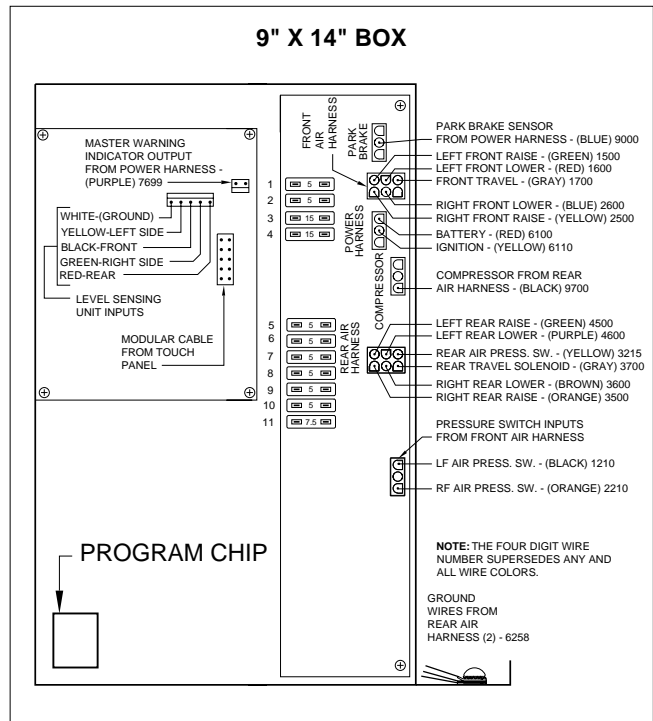 9" X 14" BOX
MASTER WARNING
INDICATOR OUTPUT
FROM POWER HARNESS -
(PURPLE) 7699
WHITE-(GROUND)
YELLOW-LEFT SIDE
BLACK-FRONT
GREEN-RIGHT SIDE
RED-REAR
LEVEL SENSING
UNIT INPUTS
MODULAR CABLE
FROM TOUCH
PANEL
PROGRAM CHIP
1 5
2 5
3 15
4 15
5 5
6 5
7 5
8 5
9 5
10 5
11 7.5
FRONT
AIR
HARNESS
PARK
BRAKE
POWER
HARNESS
COMPRESSOR
REAR AIR
HARNESS
PARK BRAKE SENSOR
FROM POWER HARNESS - (BLUE) 9000
LEFT FRONT RAISE - (GREEN) 1500
LEFT FRONT LOWER - (RED) 1600
FRONT TRAVEL - (GRAY) 1700
RIGHT FRONT LOWER - (BLUE) 2600
RIGHT FRONT RAISE - (YELLOW) 2500
BATTERY - (RED) 6100
IGNITION - (YELLOW) 6110
COMPRESSOR FROM REAR
AIR HARNESS - (BLACK) 9700
LEFT REAR RAISE - (GREEN) 4500
LEFT REAR LOWER - (PURPLE) 4600
REAR AIR PRESS. SW. - (YELLOW) 3215
REAR TRAVEL SOLENOID - (GRAY) 3700
RIGHT REAR LOWER - (BROWN) 3600
RIGHT REAR RAISE - (ORANGE) 3500
PRESSURE SWITCH INPUTS
FROM FRONT AIR HARNESS
LF AIR PRESS. SW. - (BLACK) 1210
RF AIR PRESS. SW. - (ORANGE) 2210
NOTE: THE FOUR DIGIT WIRE
NUMBER SUPERSEDES ANY AND
ALL WIRE COLORS.
GROUND
WIRES FROM
REAR AIR
HARNESS (2) - 6258